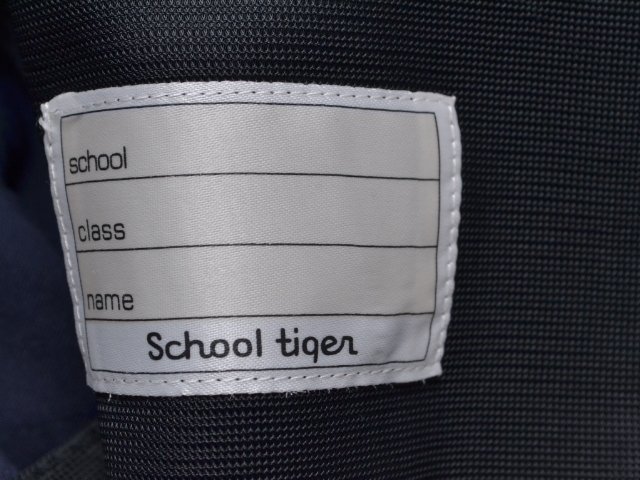 school
class
name
School tiger